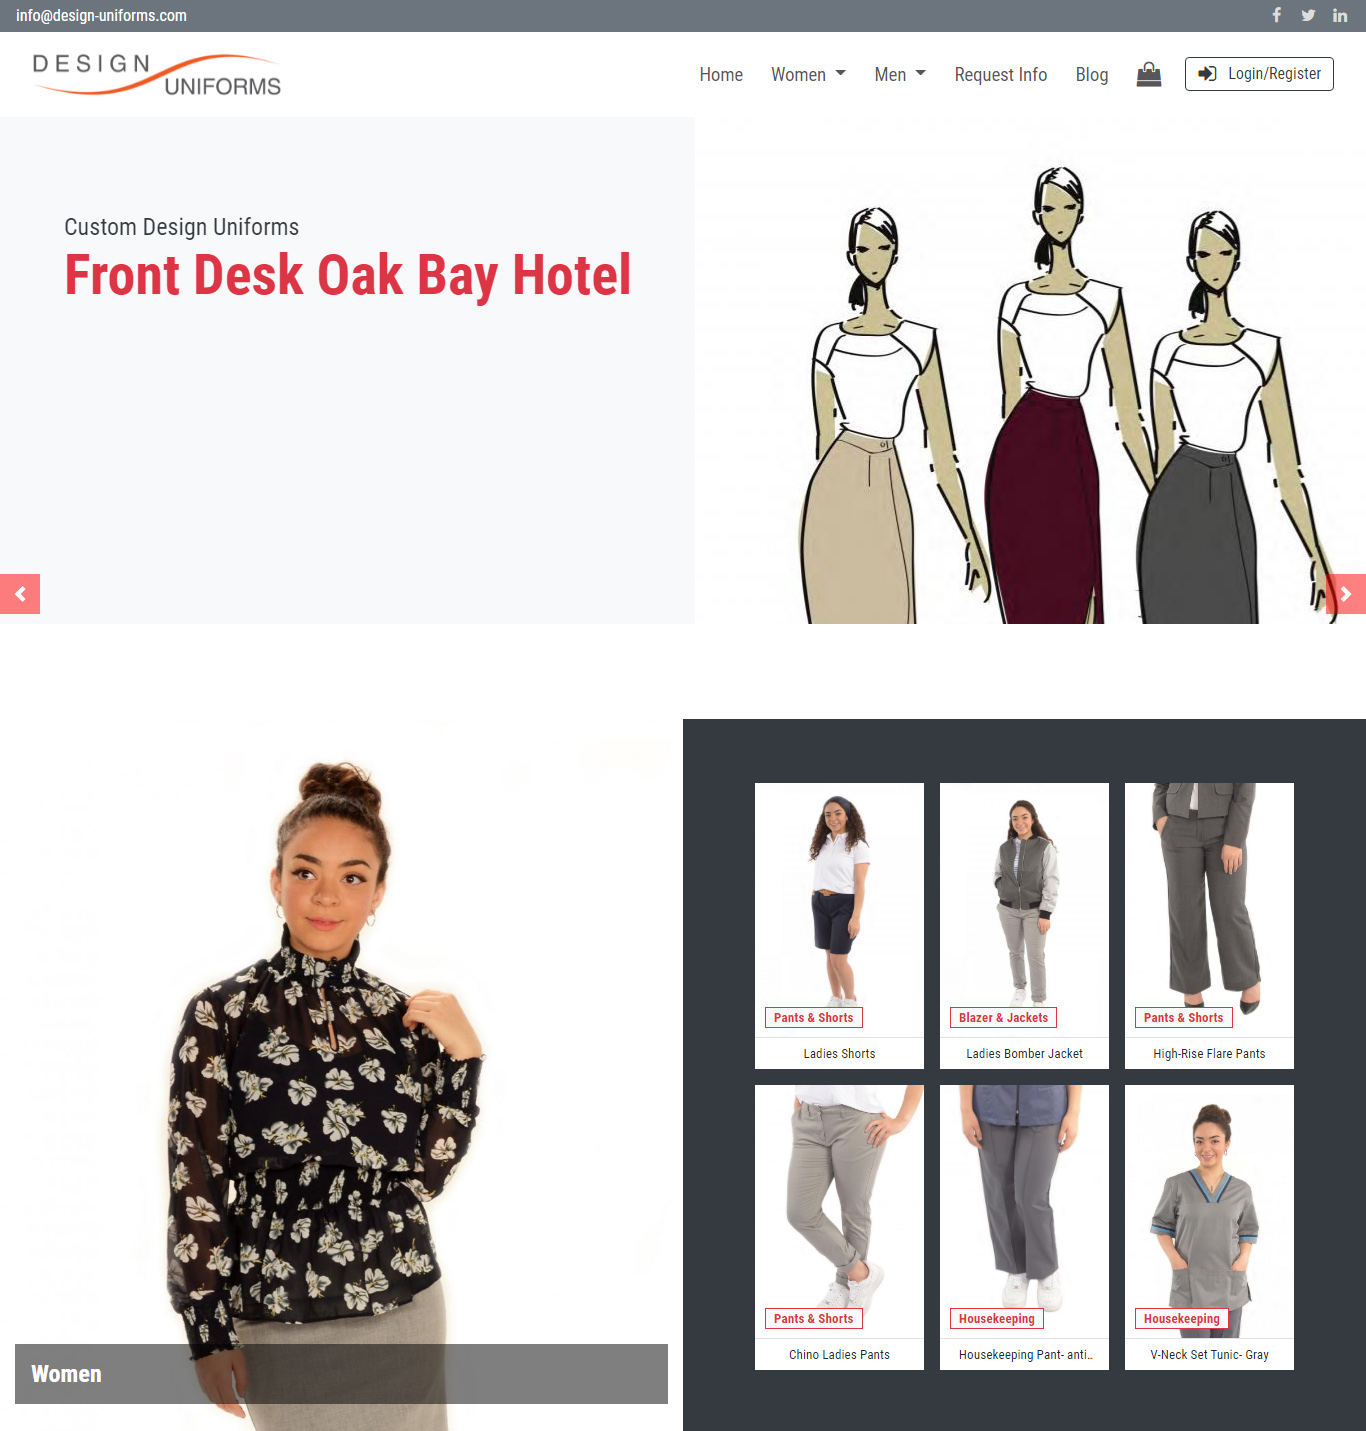 info@design-uniforms.com
DESIGN
UNIFORMS
Home Women Men Request Info Blog Login/Register
Custom Design Uniforms
Front Desk Oak Bay Hotel
Women
Pants & Shorts
Ladies Shorts
Blazer & Jackets
Ladies Bomber Jacket
Pants & Shorts
High-Rise Flare Pants
Pants & Shorts
Chino Ladies Pants
Housekeeping
Housekeeping Pant- anti..
Housekeeping
V-Neck Set Tunic- Gray